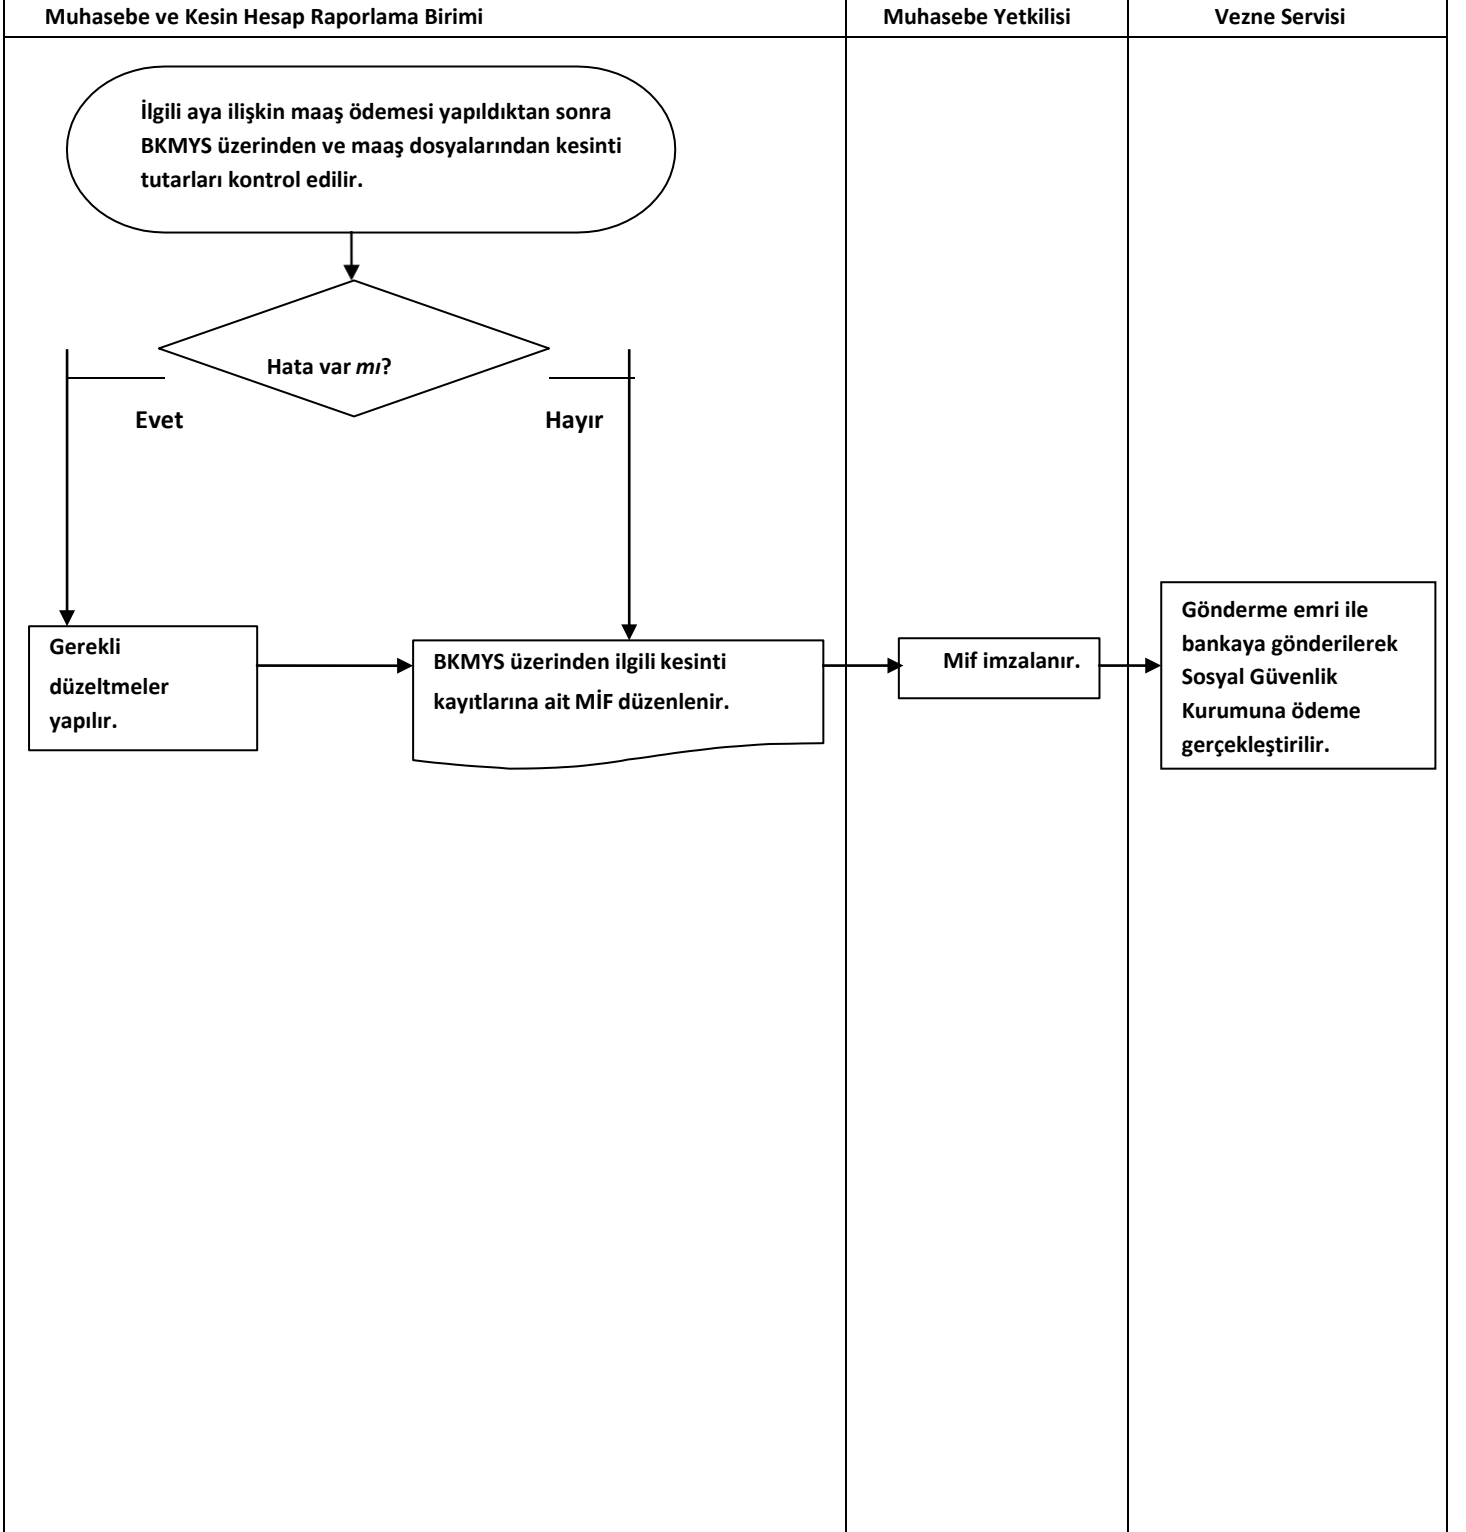 Muhasebe ve Kesin Hesap Raporlama Birimi
Muhasebe Yetkilisi
Vezne Servisi
İlgili aya ilişkin maaş ödemesi yapıldıktan sonra
BKMYS üzerinden ve maaş dosyalarından kesinti
tutarları kontrol edilir.
Hata var mı?
Evet
Hayır
Gerekli
düzeltmeler
yapılır.
BKMYS üzerinden ilgili kesinti
kayıtlarına ait MİF düzenlenir.
Mif imzalanır.
Gönderme emri ile
bankaya gönderilerek
Sosyal Güvenlik
Kurumuna ödeme
gerçekleştirilir.